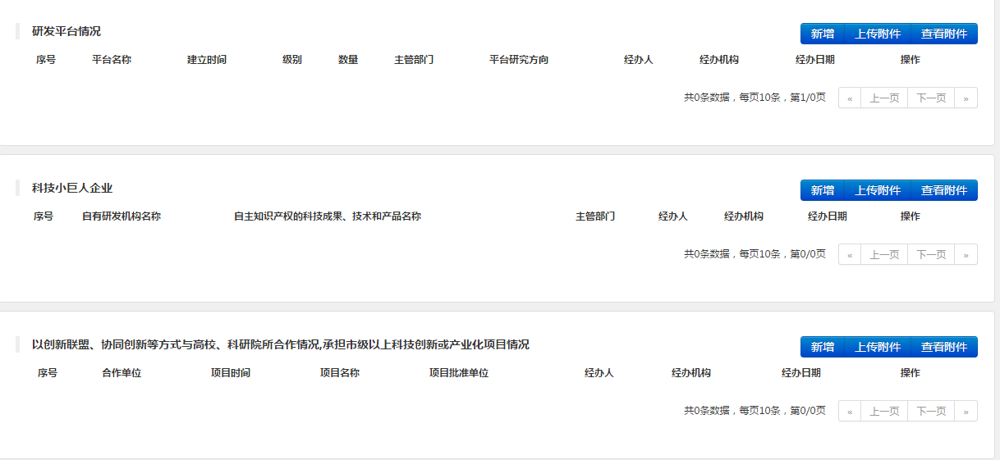 研发平台情况 新增 上传附件 查看附件
序号 平台名称 建立时间 级别 数量 主管部门 平台研究方向 经办人 经办机构 经办日期 操作
共0条数据，每页10条，第1/0页 « 上一页 下一页 »
科技小巨人企业 新增 上传附件 查看附件
序号 自有研发机构名称 自主知识产权的科技成果、技术和产品名称 主管部门 经办人 经办机构 经办日期 操作
共0条数据，每页10条，第0/0页 « 上一页 下一页 »
以创新联盟、协同创新等方式与高校、科研院所合作情况,承担市级以上科技创新或产业化项目情况 新增 上传附件 查看附件
序号 合作单位 项目时间 项目名称 项目批准单位 经办人 经办机构 经办日期 操作
共0条数据，每页10条，第0/0页 « 上一页 下一页 »